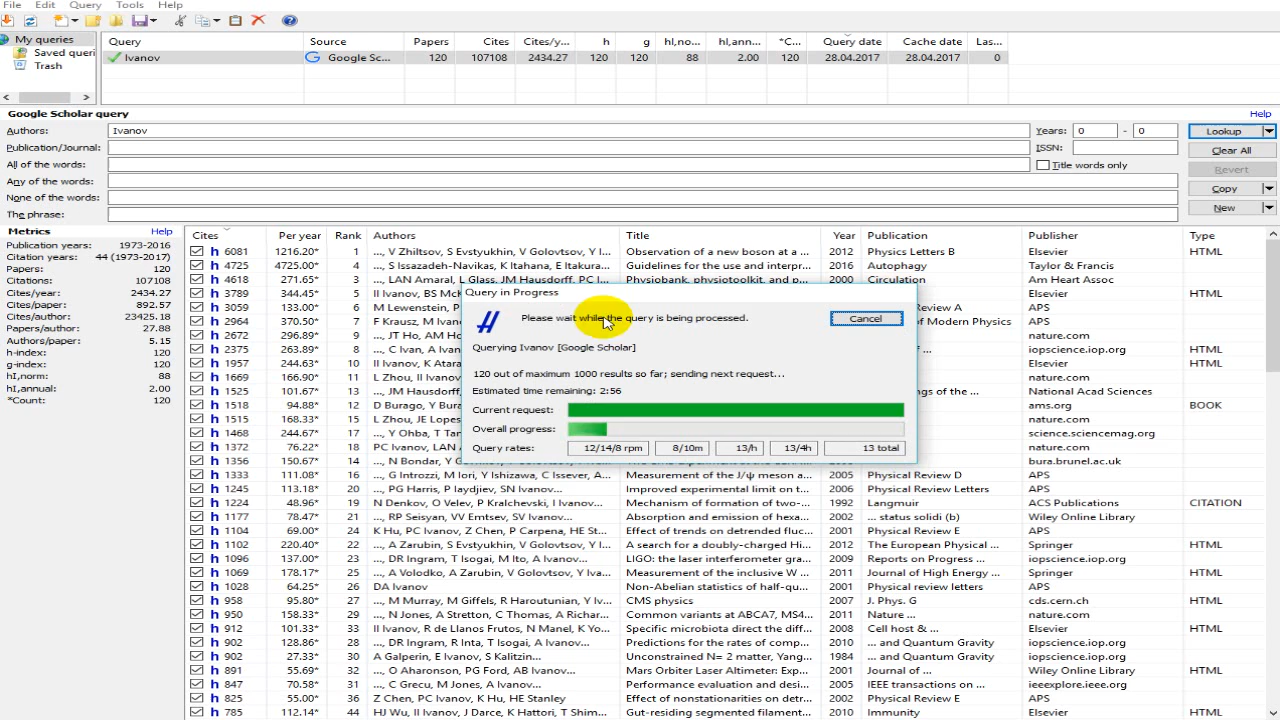 File Edit Query Tools Help
My queries
Saved queri
Trash
Query Source Papers Cites Cites/y... h g hI,no... hI,ann... *C... Query date Cache date Las...
Ivanov Google Sc... 120 107108 2434.27 120 120 88 2.00 120 28.04.2017 28.04.2017 0
Google Scholar query Help
Authors: Ivanov Years: 0 - 0 Lookup
Publication/Journal: ISSN: Clear All
All of the words: Title words only Revert
Any of the words: Copy
None of the words: New
The phrase:
Metrics Help
Publication years: 1973-2016
Citation years: 44 (1973-2017)
Papers: 120
Citations: 107108
Cites/year: 2434.27
Cites/paper: 892.57
Cites/author: 23425.18
Papers/author: 27.88
Authors/paper: 5.15
h-index: 120
g-index: 120
hI,norm: 88
hI,annual: 2.00
*Count: 120
Cites Per year Rank Authors Title Year Publication Publisher Type
h 6081 1216.20* 1 ..., V Zhiltsov, S Evstyukhin, V Golovtsov, Y I... Observation of a new boson at a ... 2012 Physics Letters B Elsevier HTML
h 4725 4725.00* 4 ..., S Issazadeh-Navikas, K Itahana, E Itakura... Guidelines for the use and interpr... 2016 Autophagy Taylor & Francis
h 4618 271.65* 3 ..., LAN Amaral, L Glass, JM Hausdorff, PC I... Physiobank, physiotoolkit, and p... 2000 Circulation Am Heart Assoc
h 3789 344.45* 5 II Ivanov, BS McK Elsevier HTML
h 3059 133.00* 6 M Lewenstein, P Review A APS
h 2964 370.50* 7 F Krausz, M Ivano of Modern Physics APS
h 2672 296.89* 9 ..., JT Ho, AM Ho nature.com
h 2375 263.89* 8 ..., C Ivan, A Ivan ... iopscience.iop.org HTML
h 1957 244.63* 10 II Ivanov, K Atara ... Elsevier HTML
h 1669 166.90* 11 L Zhou, II Ivanov nature.com
h 1525 101.67* 13 ..., JM Hausdorff, of the ... National Acad Sciences
h 1518 94.88* 12 D Burago, Y Bura ams.org BOOK
h 1515 168.33* 15 L Zhou, JE Lopes nature.com
h 1468 244.67* 17 ..., Y Ohba, T Tan science.sciencemag.org
h 1372 76.22* 18 PC Ivanov, LAN nature.com
h 1356 150.67* 14 ..., N Bondar, Y G bura.brunel.ac.uk
h 1333 111.08* 16 ..., G Introzzi, M Iori, Y Ishizawa, C Issever, A... Measurement of the J/ψ meson a... 2005 Physical Review D APS
h 1245 113.18* 20 ..., PG Harris, P Iaydjiev, SN Ivanov... Improved experimental limit on t... 2006 Physical Review Letters APS
h 1224 48.96* 19 N Denkov, O Velev, P Kralchevski, I Ivanov... Mechanism of formation of two-... 1992 Langmuir ACS Publications CITATION
h 1177 78.47* 21 ..., RP Seisyan, VV Emtsev, SV Ivanov... Absorption and emission of hexa... 2002 ... status solidi (b) Wiley Online Library
h 1104 69.00* 24 K Hu, PC Ivanov, Z Chen, P Carpena, HE St... Effect of trends on detrended fluc... 2001 Physical Review E APS
h 1102 220.40* 22 ..., A Zarubin, S Evstyukhin, V Golovtsov, Y I... A search for a doubly-charged Hi... 2012 The European Physical ... Springer HTML
h 1096 137.00* 23 ..., DR Ingram, T Isogai, M Ito, A Ivanov... LIGO: the laser interferometer gra... 2009 Reports on Progress ... iopscience.iop.org HTML
h 1069 178.17* 25 ..., A Volodko, A Zarubin, V Golovtsov, Y Iva... Measurement of the inclusive W ... 2011 Journal of High Energy ... Springer HTML
h 1028 64.25* 26 DA Ivanov Non-Abelian statistics of half-qu... 2001 Physical review letters APS
h 958 95.80* 27 ..., M Murray, M Giffels, R Haroutunian, Y Iv... CMS physics 2007 J. Phys. G cds.cern.ch HTML
h 950 158.33* 29 ..., N Jones, A Stretton, C Thomas, A Richar... Common variants at ABCA7, MS4... 2011 Nature ... nature.com
h 912 101.33* 33 II Ivanov, R de Llanos Frutos, N Manel, K Yo... Specific microbiota direct the diff... 2008 Cell host & ... Elsevier HTML
h 902 128.86* 28 ..., DR Ingram, R Inta, T Isogai, A Ivanov... Predictions for the rates of comp... 2010 ... and Quantum Gravity iopscience.iop.org HTML
h 902 27.33* 30 A Galperin, E Ivanov, S Kalitzin... Unconstrained N= 2 matter, Yang... 1984 ... and Quantum Gravity iopscience.iop.org HTML
h 891 55.69* 32 ..., O Aharonson, PG Ford, AB Ivanov... Mars Orbiter Laser Altimeter: Exp... 2001 Journal of ... Wiley Online Library HTML
h 847 70.58* 31 ..., C Grecu, M Jones, A Ivanov... Performance evaluation and desi... 2005 IEEE transactions on ... ieeexplore.ieee.org HTML
h 825 55.00* 34 Z Chen, PC Ivanov, K Hu, HE Stanley Effect of nonstationarities on detr... 2002 Physical Review E APS
h 785 112.14* 44 HJ Wu, II Ivanov, J Darce, K Hattori, T Shim... Gut-residing segmented filament... 2010 Immunity Elsevier HTML
Query in Progress
Please wait while the query is being processed. Cancel
Querying Ivanov [Google Scholar]
120 out of maximum 1000 results so far; sending next request...
Estimated time remaining: 2:56
Current request:
Overall progress:
Query rates: 12/14/8 rpm 8/10m 13/h 13/4h 13 total